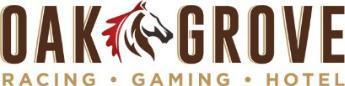 OAK GROVE
RACING • GAMING • HOTEL